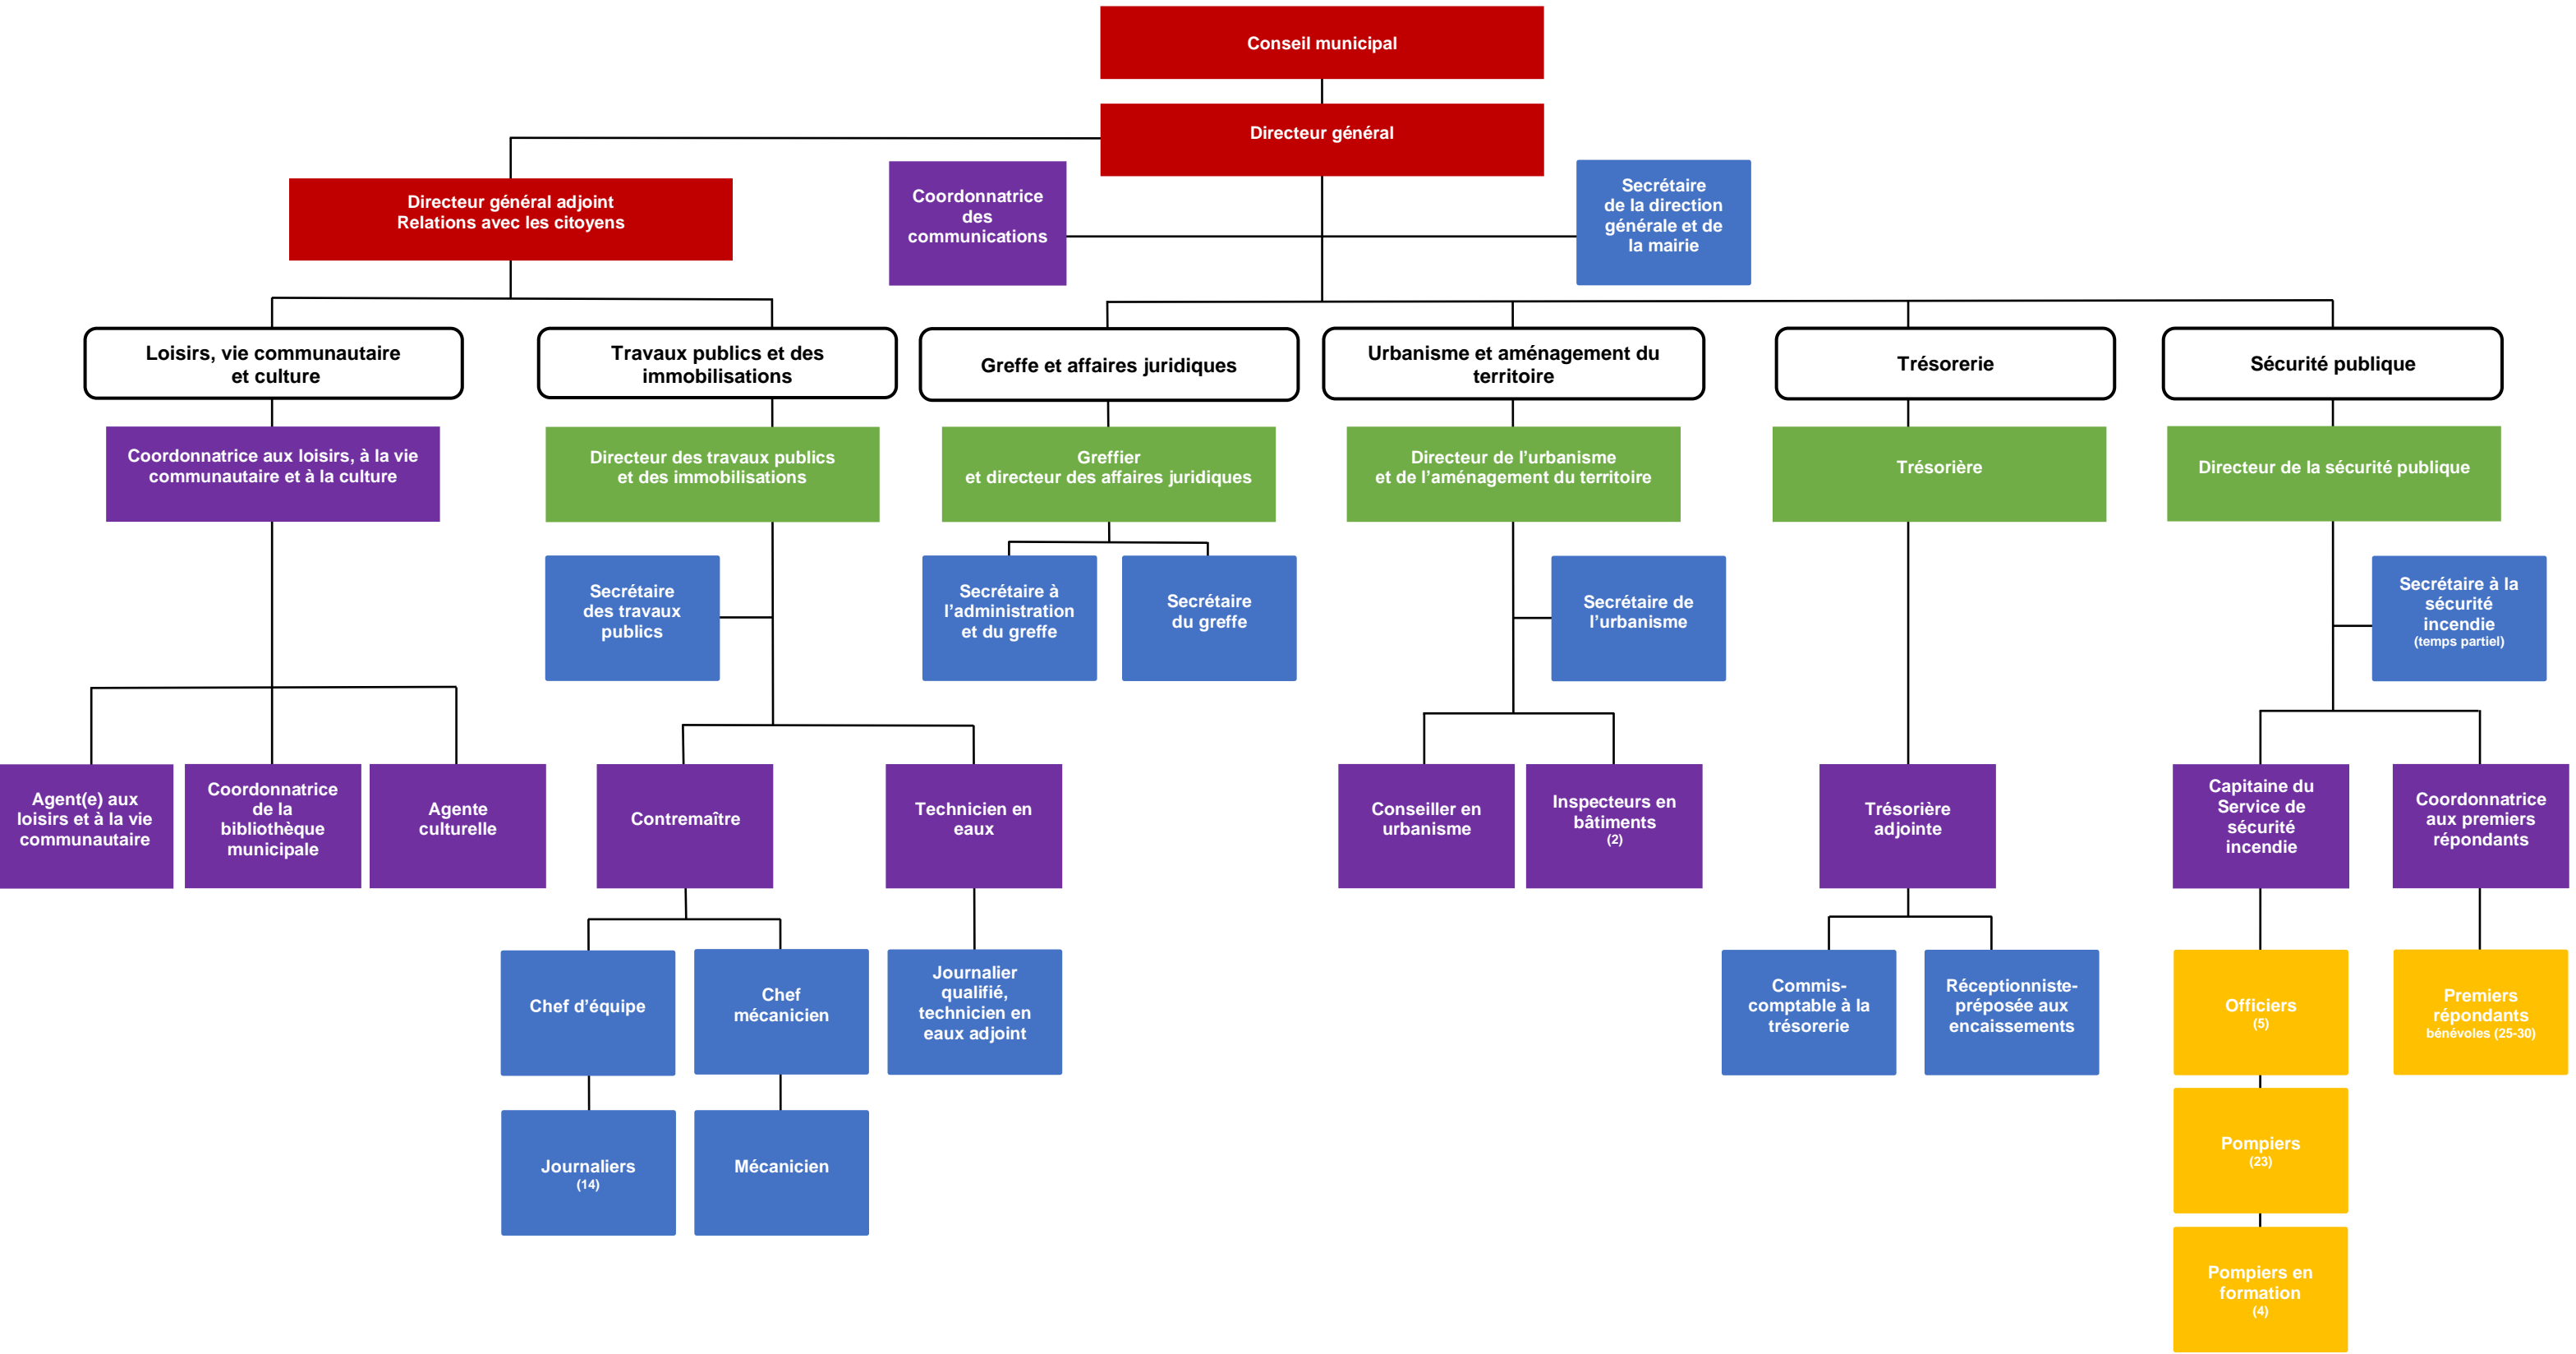 Conseil municipal
Directeur général
Directeur général adjoint
Relations avec les citoyens
Coordonnatrice
des
communications
Secrétaire
de la direction
générale et de
la mairie
Loisirs, vie communautaire
et culture
Travaux publics et des
immobilisations
Greffe et affaires juridiques
Urbanisme et aménagement du
territoire
Trésorerie
Sécurité publique
Coordonnatrice aux loisirs, à la vie
communautaire et à la culture
Directeur des travaux publics
et des immobilisations
Greffier
et directeur des affaires juridiques
Directeur de l’urbanisme
et de l’aménagement du territoire
Trésorière
Directeur de la sécurité publique
Secrétaire
des travaux
publics
Secrétaire à
l’administration
et du greffe
Secrétaire
du greffe
Secrétaire de
l’urbanisme
Secrétaire à la
sécurité
incendie
(temps partiel)
Agent(e) aux
loisirs et à la vie
communautaire
Coordonnatrice
de la
bibliothèque
municipale
Agente
culturelle
Contremaître
Technicien en
eaux
Conseiller en
urbanisme
Inspecteurs en
bâtiments
(2)
Trésorière
adjointe
Capitaine du
Service de
sécurité
incendie
Coordonnatrice
aux premiers
répondants
Chef d’équipe
Chef
mécanicien
Journalier
qualifié,
technicien en
eaux adjoint
Commis-
comptable à la
trésorerie
Réceptionniste-
préposée aux
encaissements
Officiers
(5)
Premiers
répondants
bénévoles (25-30)
Journaliers
(14)
Mécanicien
Pompiers
(23)
Pompiers en
formation
(4)